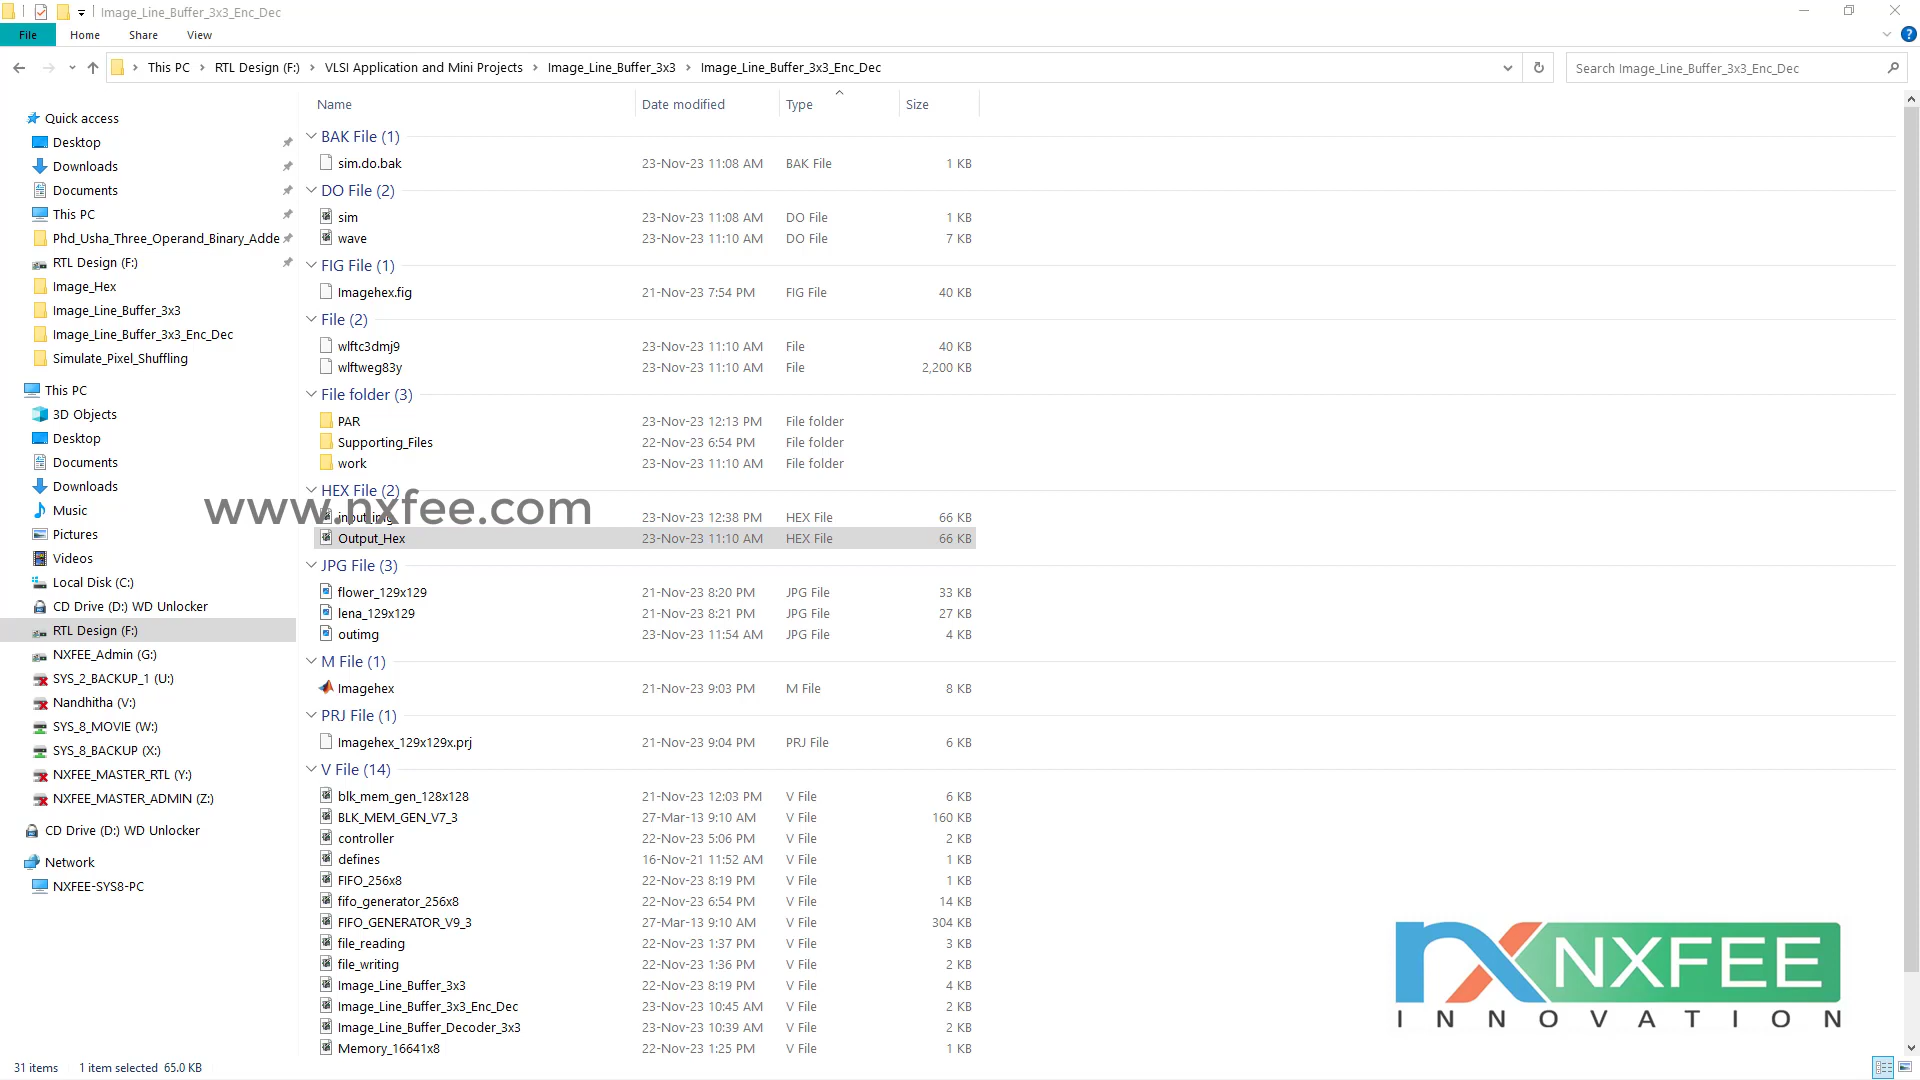 Image_Line_Buffer_3x3_Enc_Dec
File Home Share View
This PC RTL Design (F:) VLSI Application and Mini Projects Image_Line_Buffer_3x3 Image_Line_Buffer_3x3_Enc_Dec
Search Image_Line_Buffer_3x3_Enc_Dec
Quick access
Desktop
Downloads
Documents
This PC
Phd_Usha_Three_Operand_Binary_Adde
RTL Design (F:)
Image_Hex
Image_Line_Buffer_3x3
Image_Line_Buffer_3x3_Enc_Dec
Simulate_Pixel_Shuffling
This PC
3D Objects
Desktop
Documents
Downloads
Music
Pictures
Videos
Local Disk (C:)
CD Drive (D:) WD Unlocker
RTL Design (F:)
NXFEE_Admin (G:)
SYS_2_BACKUP_1 (U:)
Nandhitha (V:)
SYS_8_MOVIE (W:)
SYS_8_BACKUP (X:)
NXFEE_MASTER_RTL (Y:)
NXFEE_MASTER_ADMIN (Z:)
CD Drive (D:) WD Unlocker
Network
NXFEE-SYS8-PC
Name Date modified Type Size
BAK File (1)
sim.do.bak 23-Nov-23 11:08 AM BAK File 1 KB
DO File (2)
sim 23-Nov-23 11:08 AM DO File 1 KB
wave 23-Nov-23 11:10 AM DO File 7 KB
FIG File (1)
Imagehex.fig 21-Nov-23 7:54 PM FIG File 40 KB
File (2)
wlftc3dmj9 23-Nov-23 11:10 AM File 40 KB
wlftweg83y 23-Nov-23 11:10 AM File 2,200 KB
File folder (3)
PAR 23-Nov-23 12:13 PM File folder
Supporting_Files 22-Nov-23 6:54 PM File folder
work 23-Nov-23 11:10 AM File folder
HEX File (2)
www.nxfee.com
input_img 23-Nov-23 12:38 PM HEX File 66 KB
Output_Hex 23-Nov-23 11:10 AM HEX File 66 KB
JPG File (3)
flower_129x129 21-Nov-23 8:20 PM JPG File 33 KB
lena_129x129 21-Nov-23 8:21 PM JPG File 27 KB
outimg 23-Nov-23 11:54 AM JPG File 4 KB
M File (1)
Imagehex 21-Nov-23 9:03 PM M File 8 KB
PRJ File (1)
Imagehex_129x129x.prj 21-Nov-23 9:04 PM PRJ File 6 KB
V File (14)
blk_mem_gen_128x128 21-Nov-23 12:03 PM V File 6 KB
BLK_MEM_GEN_V7_3 27-Mar-13 9:10 AM V File 160 KB
controller 22-Nov-23 5:06 PM V File 2 KB
defines 16-Nov-21 11:52 AM V File 1 KB
FIFO_256x8 22-Nov-23 8:19 PM V File 1 KB
fifo_generator_256x8 22-Nov-23 6:54 PM V File 14 KB
FIFO_GENERATOR_V9_3 27-Mar-13 9:10 AM V File 304 KB
file_reading 22-Nov-23 1:37 PM V File 3 KB
file_writing 22-Nov-23 1:36 PM V File 2 KB
Image_Line_Buffer_3x3 22-Nov-23 8:19 PM V File 4 KB
Image_Line_Buffer_3x3_Enc_Dec 23-Nov-23 10:45 AM V File 2 KB
Image_Line_Buffer_Decoder_3x3 23-Nov-23 10:39 AM V File 2 KB
Memory_16641x8 22-Nov-23 1:25 PM V File 1 KB
NXFEE
INNOVATION
31 items 1 item selected 65.0 KB